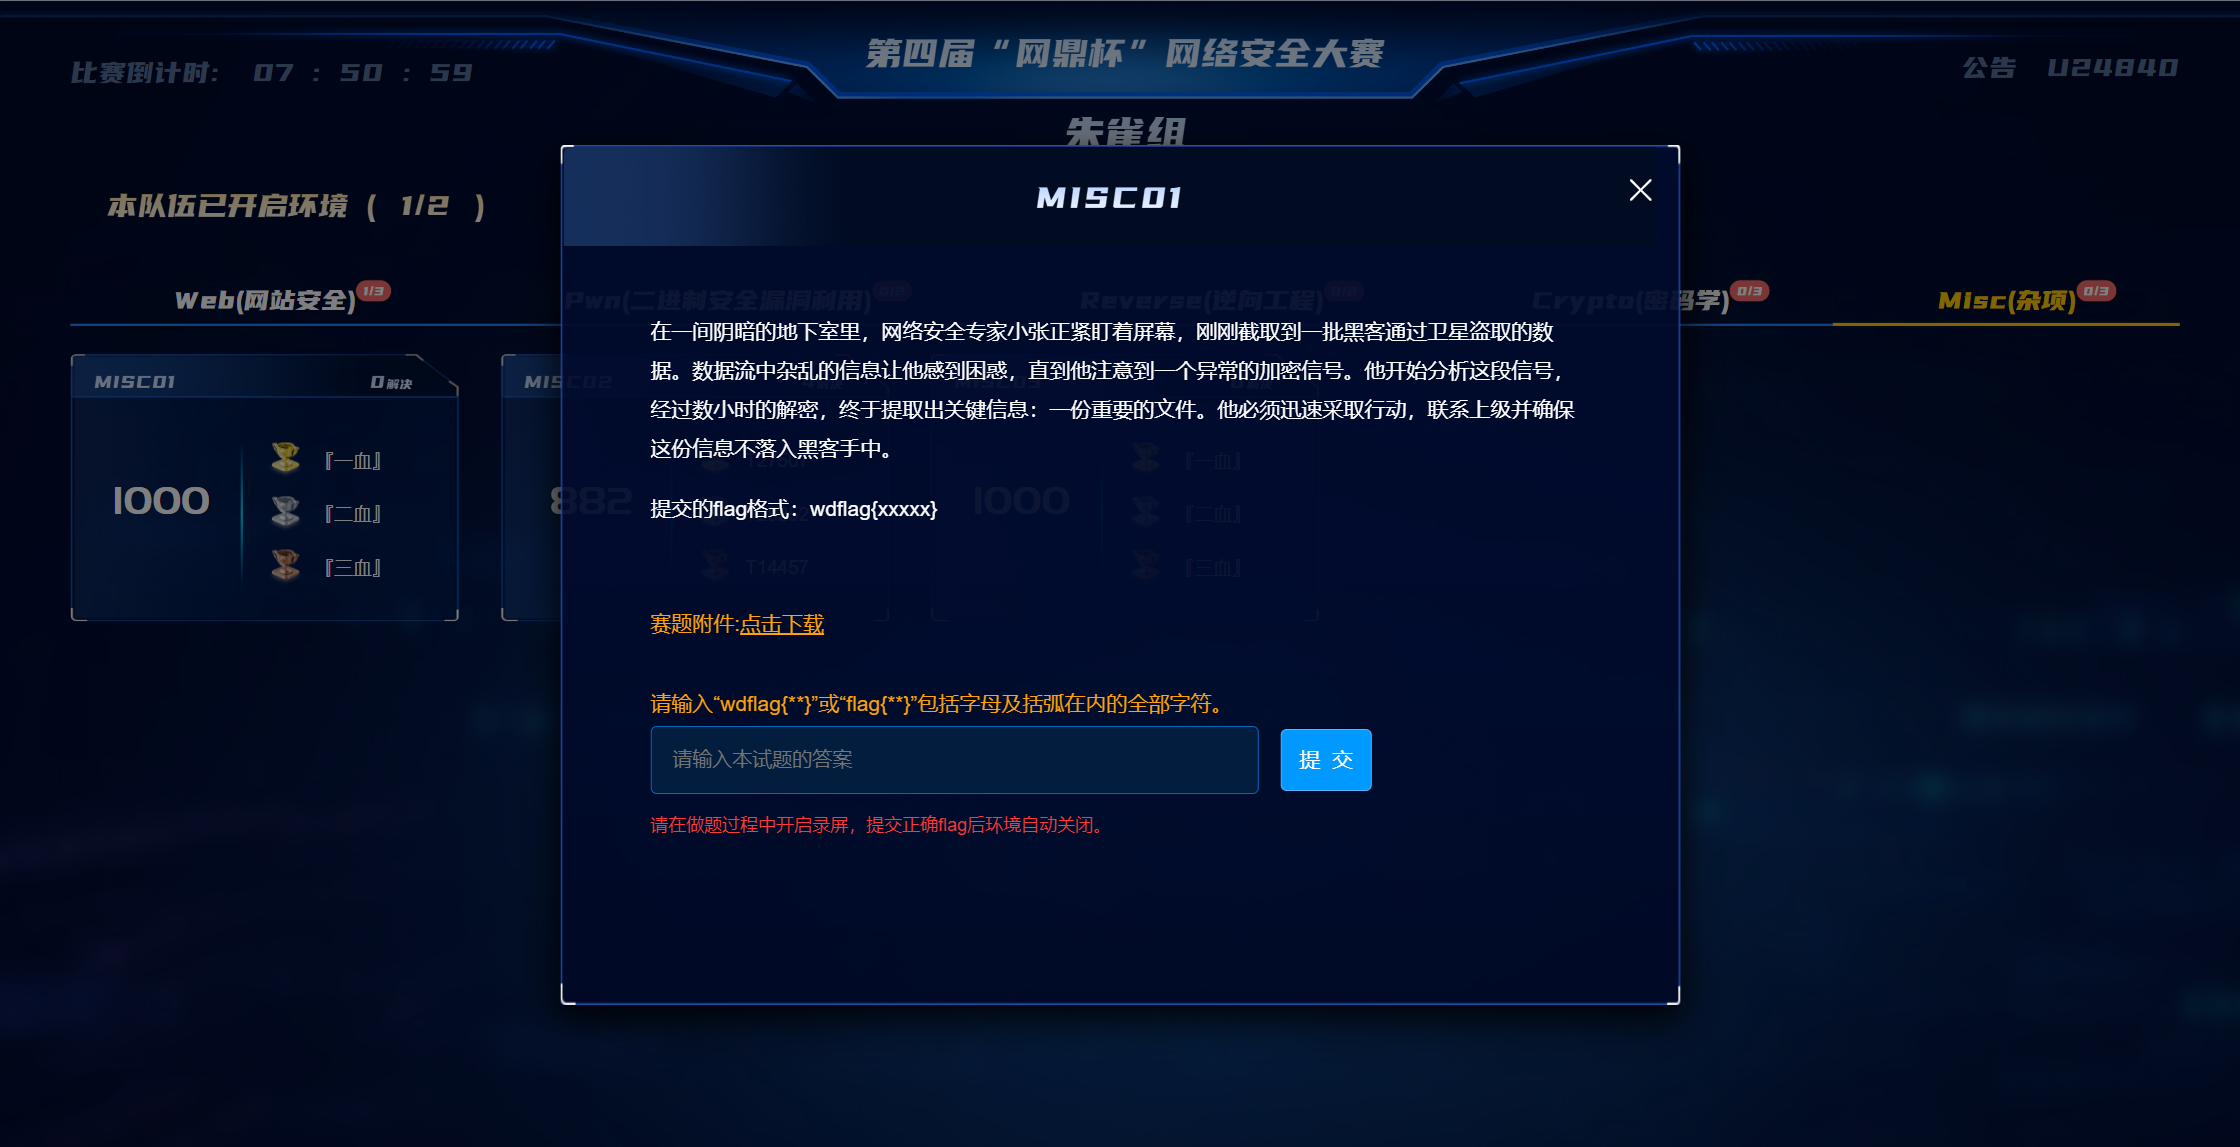 第四届“网鼎杯”网络安全大赛
比赛倒计时: 07 : 50 : 59
公告 U24840
朱雀组
本队伍已开启环境 ( 1/2 )
Web(网站安全) 1/3
Pwn(二进制安全漏洞利用) 0/2
Reverse(逆向工程) 0/2
Crypto(密码学) 0/3
Misc(杂项) 0/3
MISC01 0解决
1000
『一血』
『二血』
『三血』
MISC02
882
T14457
1000
『一血』
『二血』
『三血』
MISC01
在一间阴暗的地下室里，网络安全专家小张正紧盯着屏幕，刚刚截取到一批黑客通过卫星盗取的数
据。数据流中杂乱的信息让他感到困惑，直到他注意到一个异常的加密信号。他开始分析这段信号，
经过数小时的解密，终于提取出关键信息：一份重要的文件。他必须迅速采取行动，联系上级并确保
这份信息不落入黑客手中。
提交的flag格式：wdflag{xxxxx}
赛题附件:点击下载
请输入“wdflag{**}”或“flag{**}”包括字母及括弧在内的全部字符。
请输入本试题的答案
提 交
请在做题过程中开启录屏，提交正确flag后环境自动关闭。